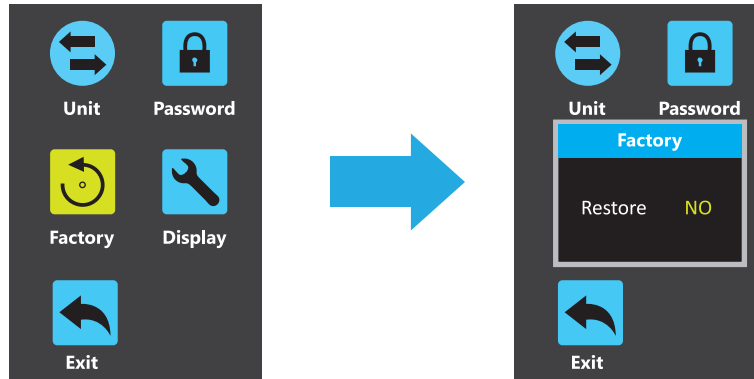 Unit Password
Factory Display
Exit
Unit Password
Factory
Restore NO
Exit